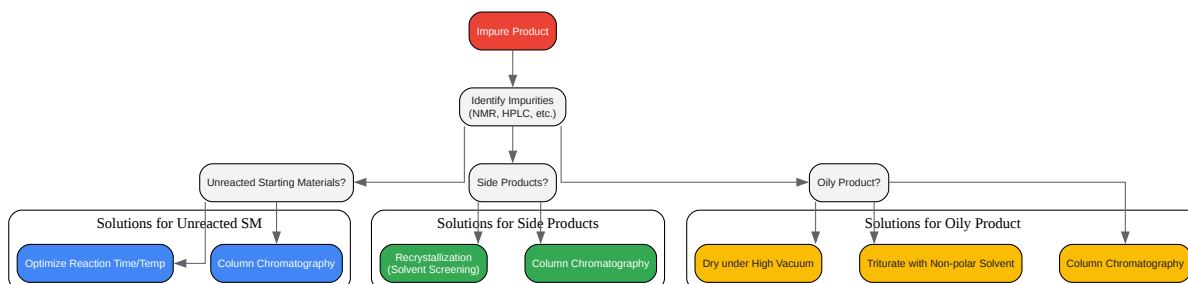 Impure Product
Identify Impurities
(NMR, HPLC, etc.)
Unreacted Starting Materials?
Side Products?
Oily Product?
Solutions for Unreacted SM
Solutions for Side Products
Solutions for Oily Product
Optimize Reaction Time/Temp
Column Chromatography
Recrystallization
(Solvent Screening)
Column Chromatography
Dry under High Vacuum
Triturate with Non-polar Solvent
Column Chromatography